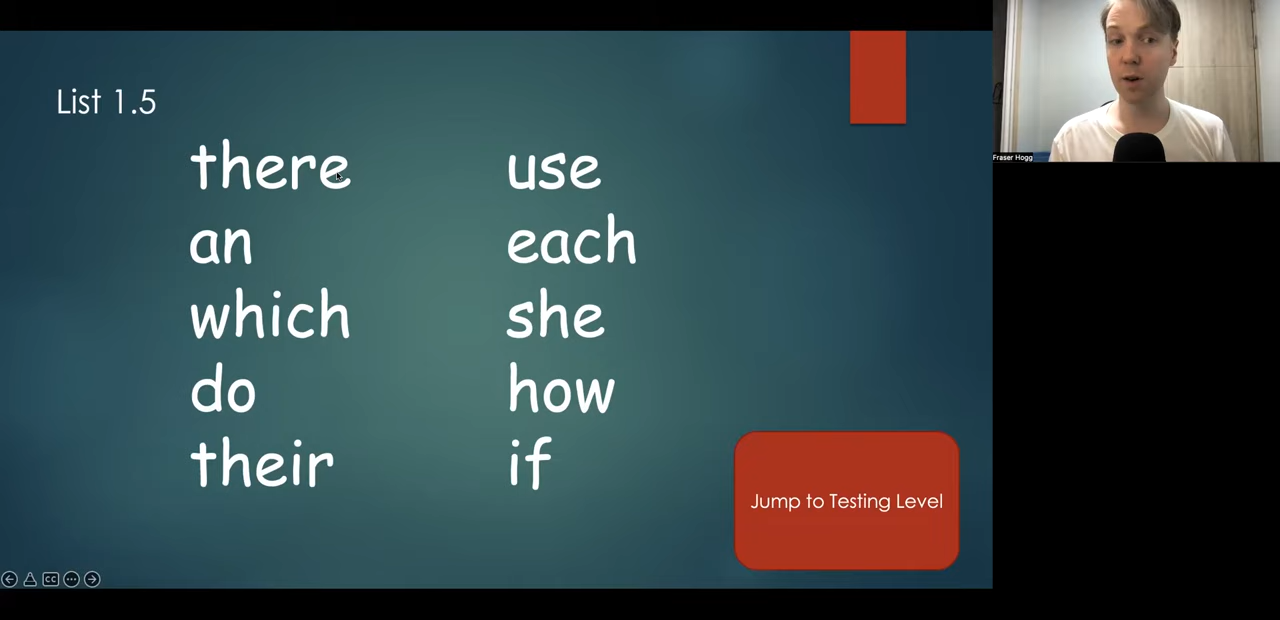 List 1.5
there
an
which
do
their
use
each
she
how
if
Jump to Testing Level
CC
Fraser Hogg